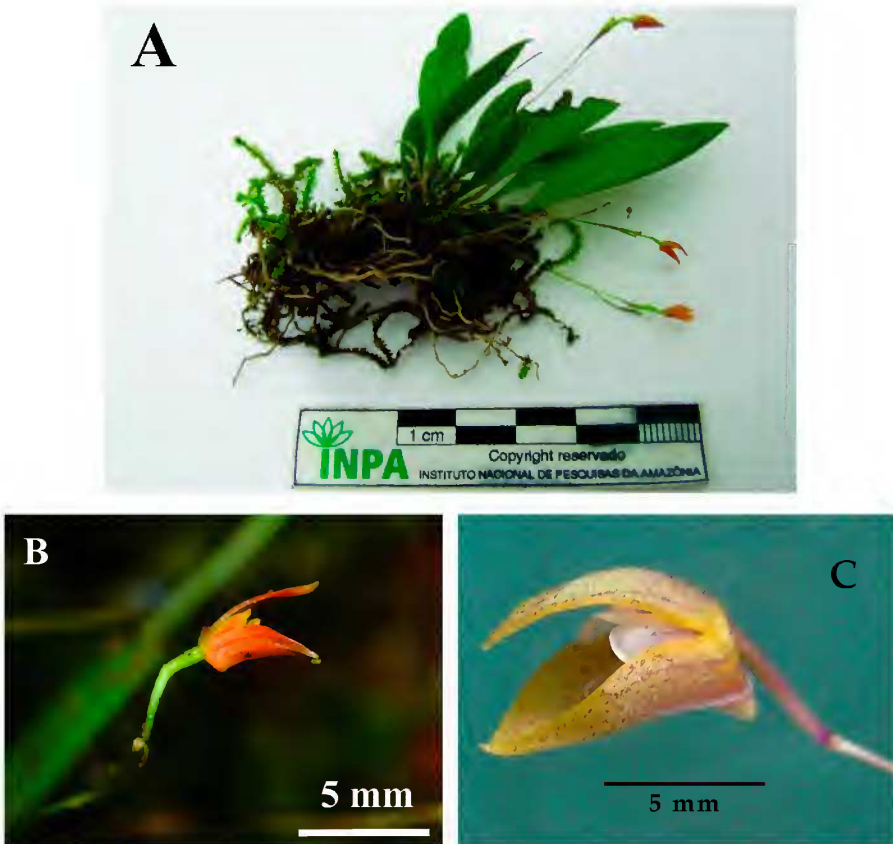 A
1 cm
Copyright reservado
INPA
INSTITUTO NACIONAL DE PESQUISAS DA AMAZÔNIA
B
5 mm
C
5 mm